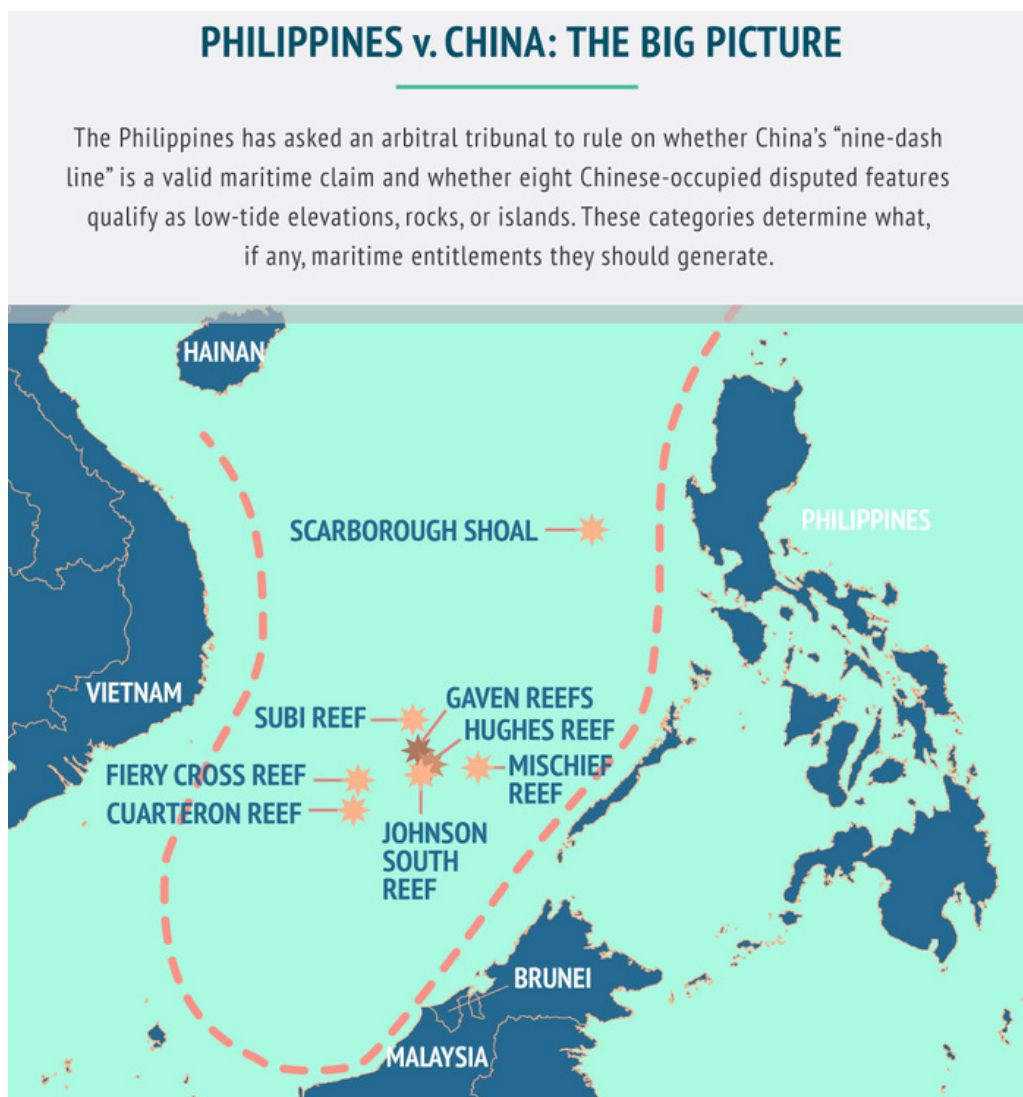 PHILIPPINES v. CHINA: THE BIG PICTURE
The Philippines has asked an arbitral tribunal to rule on whether China's “nine-dash
line” is a valid maritime claim and whether eight Chinese-occupied disputed features
qualify as low-tide elevations, rocks, or islands. These categories determine what,
if any, maritime entitlements they should generate.
HAINAN
SCARBOROUGH SHOAL
PHILIPPINES
VIETNAM
SUBI REEF
GAVEN REEFS
HUGHES REEF
FIERY CROSS REEF
MISCHIEF
REEF
CUARTERON REEF
JOHNSON
SOUTH
REEF
BRUNEI
MALAYSIA